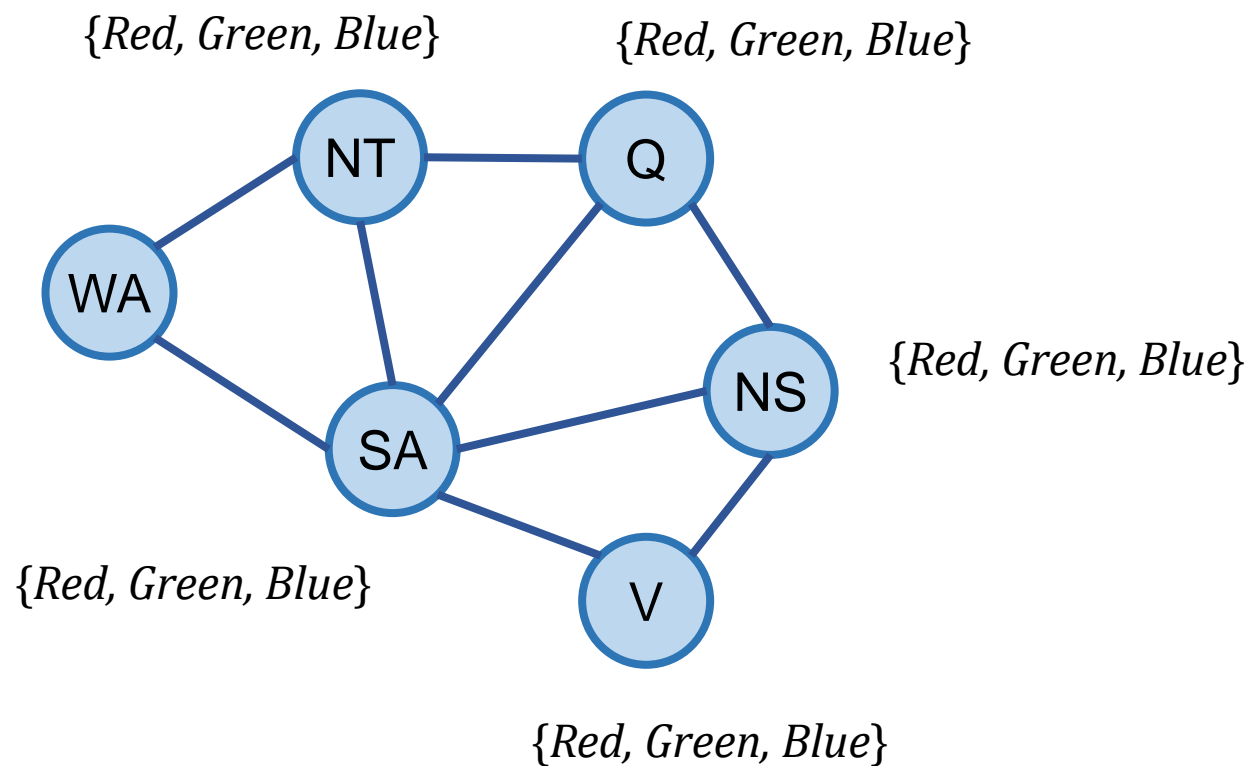 {Red, Green, Blue}
{Red, Green, Blue}
NT
Q
WA
{Red, Green, Blue}
NS
SA
{Red, Green, Blue}
V
{Red, Green, Blue}